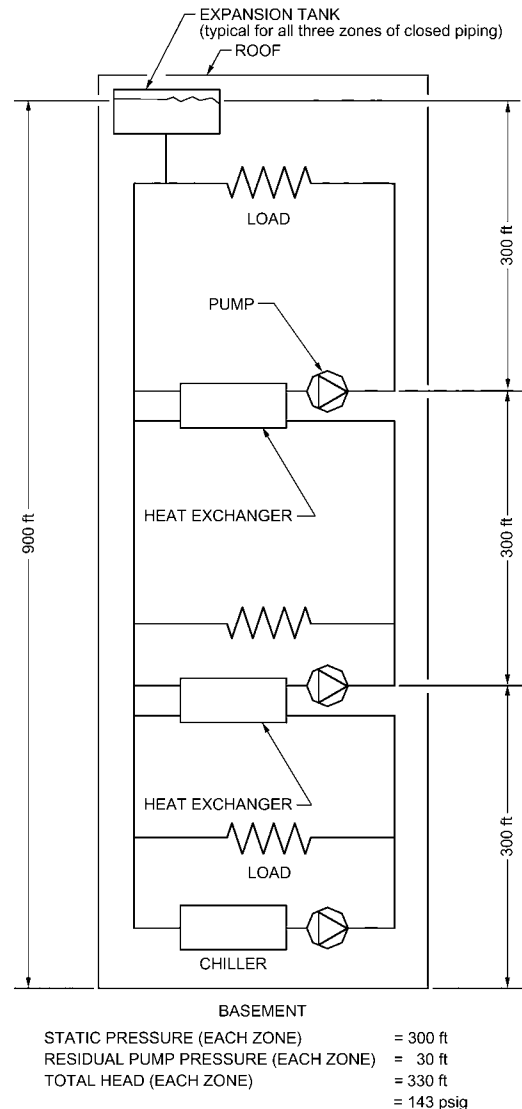 EXPANSION TANK
(typical for all three zones of closed piping)
ROOF
LOAD
300 ft
PUMP
HEAT EXCHANGER
900 ft
300 ft
HEAT EXCHANGER
LOAD
300 ft
CHILLER
BASEMENT
STATIC PRESSURE (EACH ZONE) = 300 ft
RESIDUAL PUMP PRESSURE (EACH ZONE) = 30 ft
TOTAL HEAD (EACH ZONE) = 330 ft
= 143 psig